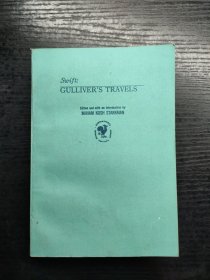 Swift:
GULLIVER'S TRAVELS
Edited and with an introduction by
MIRIAM KOSH STARKMAN